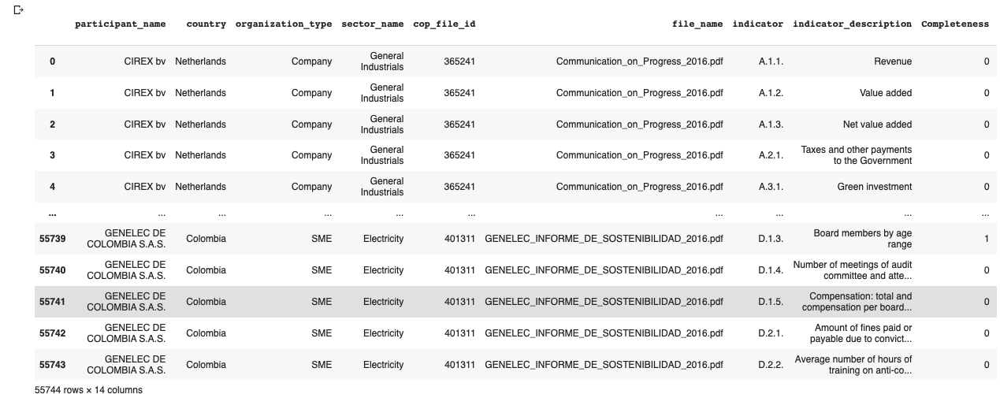 participant_name country organization_type sector_name cop_file_id file_name indicator indicator_description Completeness
0 CIREX bv Netherlands Company General Industrials 365241 Communication_on_Progress_2016.pdf A.1.1. Revenue 0
1 CIREX bv Netherlands Company General Industrials 365241 Communication_on_Progress_2016.pdf A.1.2. Value added 0
2 CIREX bv Netherlands Company General Industrials 365241 Communication_on_Progress_2016.pdf A.1.3. Net value added 0
3 CIREX bv Netherlands Company General Industrials 365241 Communication_on_Progress_2016.pdf A.2.1. Taxes and other payments to the Government 0
4 CIREX bv Netherlands Company General Industrials 365241 Communication_on_Progress_2016.pdf A.3.1. Green investment 0
... ... ... ... ... ... ... ... ... ...
55739 GENELEC DE COLOMBIA S.A.S. Colombia SME Electricity 401311 GENELEC_INFORME_DE_SOSTENIBILIDAD_2016.pdf D.1.3. Board members by age range 1
55740 GENELEC DE COLOMBIA S.A.S. Colombia SME Electricity 401311 GENELEC_INFORME_DE_SOSTENIBILIDAD_2016.pdf D.1.4. Number of meetings of audit committee and atte... 0
55741 GENELEC DE COLOMBIA S.A.S. Colombia SME Electricity 401311 GENELEC_INFORME_DE_SOSTENIBILIDAD_2016.pdf D.1.5. Compensation: total and compensation per board... 0
55742 GENELEC DE COLOMBIA S.A.S. Colombia SME Electricity 401311 GENELEC_INFORME_DE_SOSTENIBILIDAD_2016.pdf D.2.1. Amount of fines paid or payable due to convict... 0
55743 GENELEC DE COLOMBIA S.A.S. Colombia SME Electricity 401311 GENELEC_INFORME_DE_SOSTENIBILIDAD_2016.pdf D.2.2. Average number of hours of training on anti-co... 0
55744 rows × 14 columns